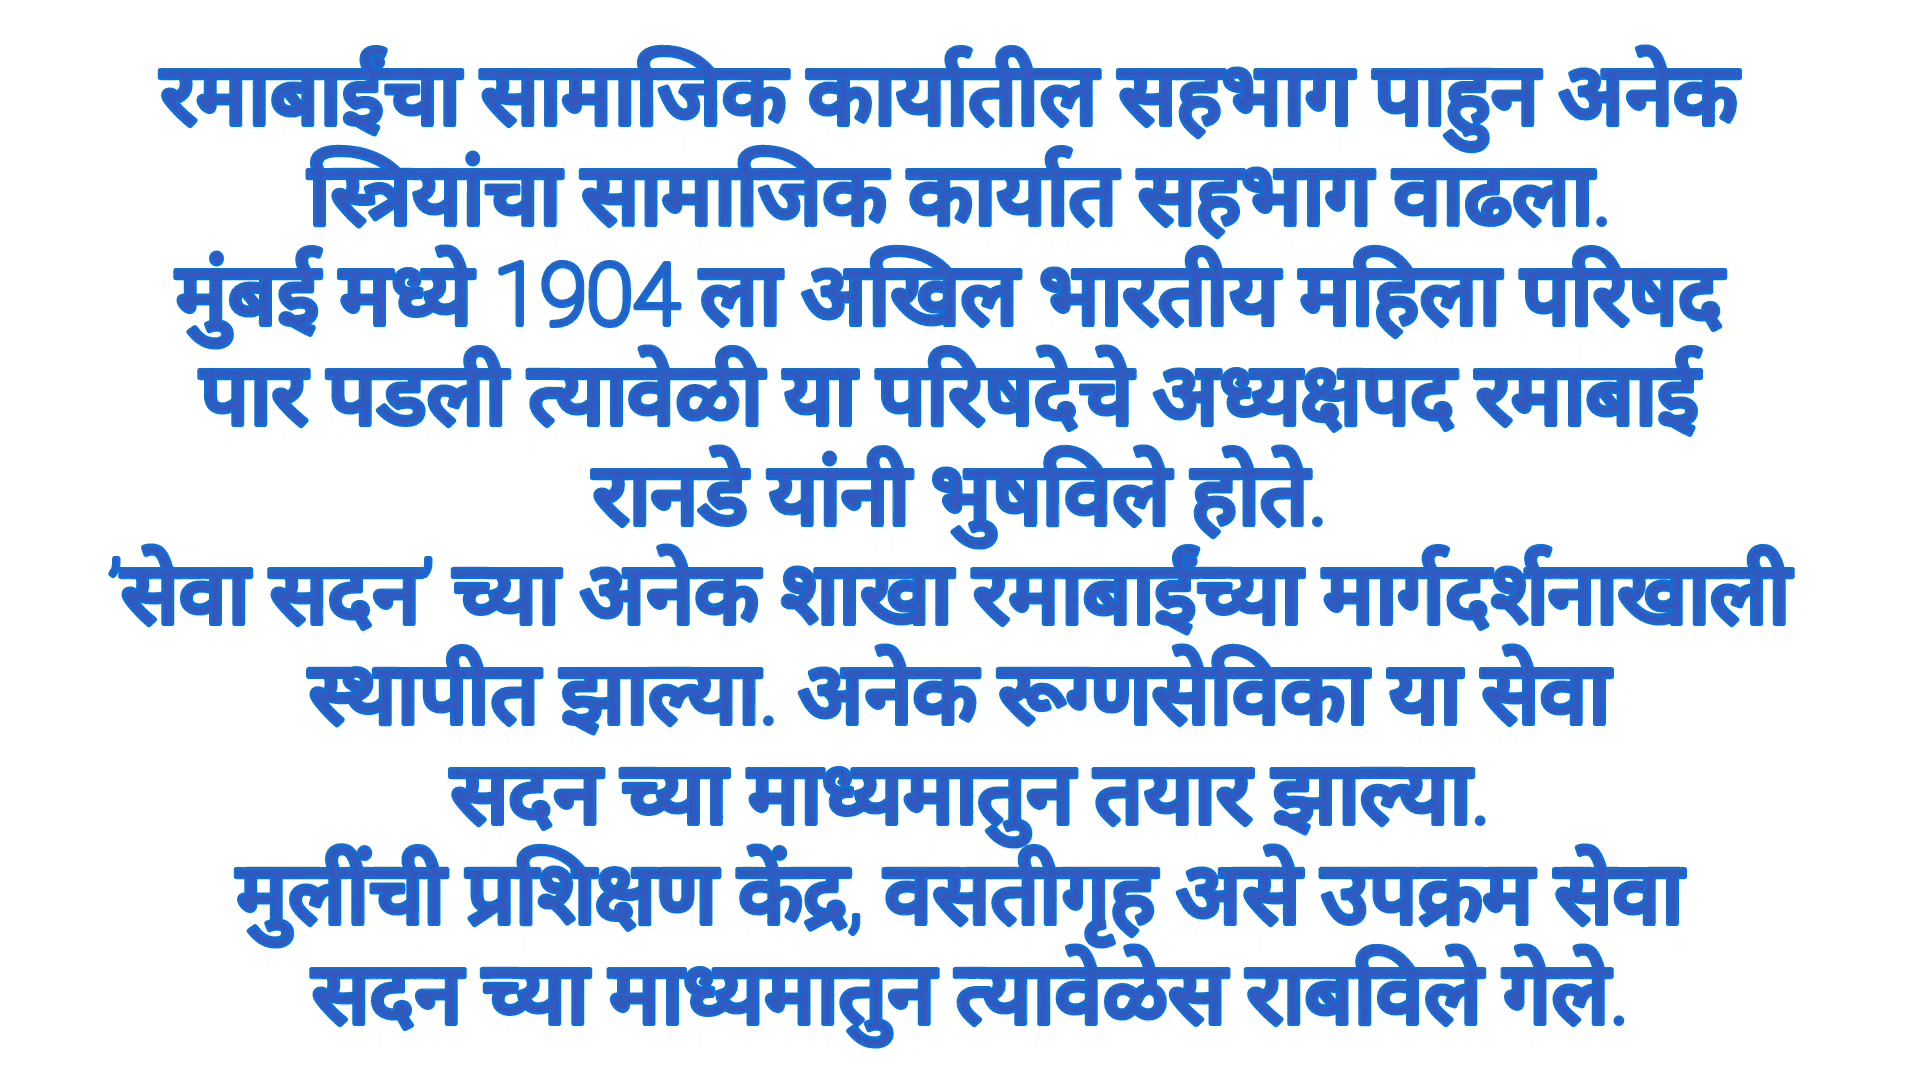 रमाबाईंचा सामाजिक कार्यातील सहभाग पाहुन अनेक
स्त्रियांचा सामाजिक कार्यात सहभाग वाढला.
मुंबई मध्ये 1904 ला अखिल भारतीय महिला परिषद
पार पडली त्यावेळी या परिषदेचे अध्यक्षपद रमाबाई
रानडे यांनी भुषविले होते.
'सेवा सदन' च्या अनेक शाखा रमाबाईंच्या मार्गदर्शनाखाली
स्थापीत झाल्या. अनेक रूग्णसेविका या सेवा
सदन च्या माध्यमातुन तयार झाल्या.
मुलींची प्रशिक्षण केंद्र, वसतीगृह असे उपक्रम सेवा
सदन च्या माध्यमातुन त्यावेळेस राबविले गेले.